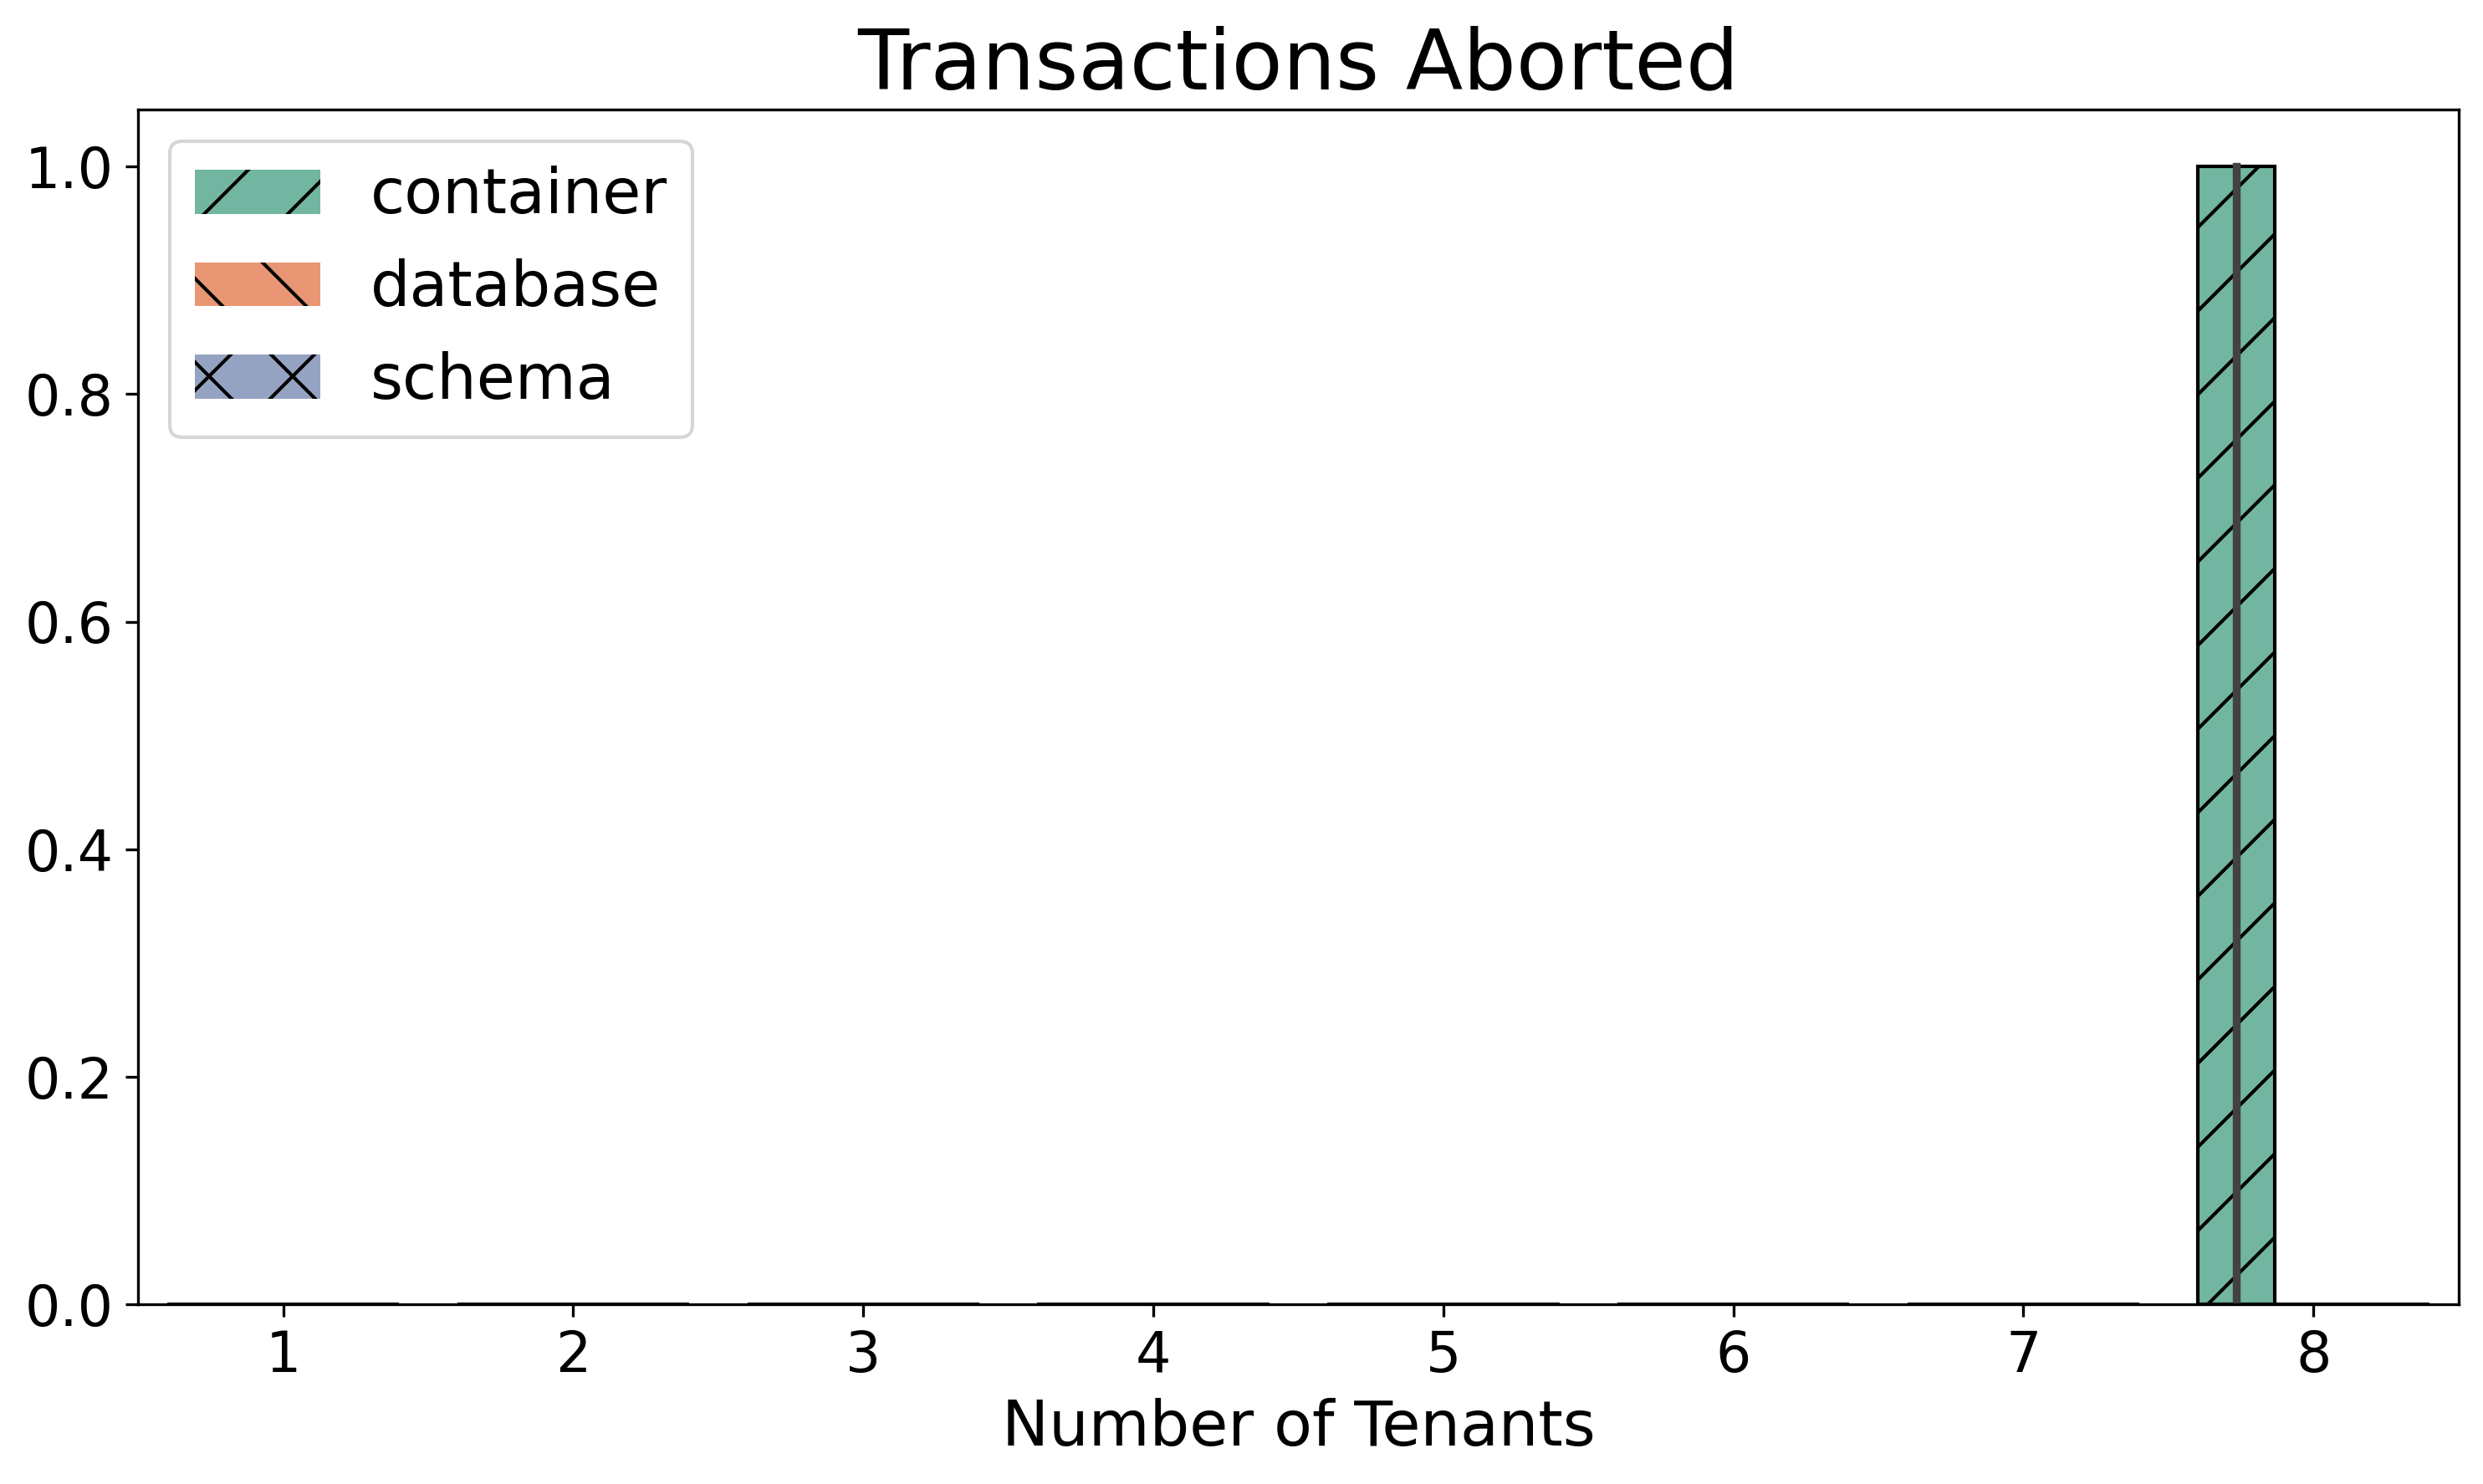 Transactions Aborted
container
database
schema
1.0
0.8
0.6
0.4
0.2
0.0
1 2 3 4 5 6 7 8
Number of Tenants